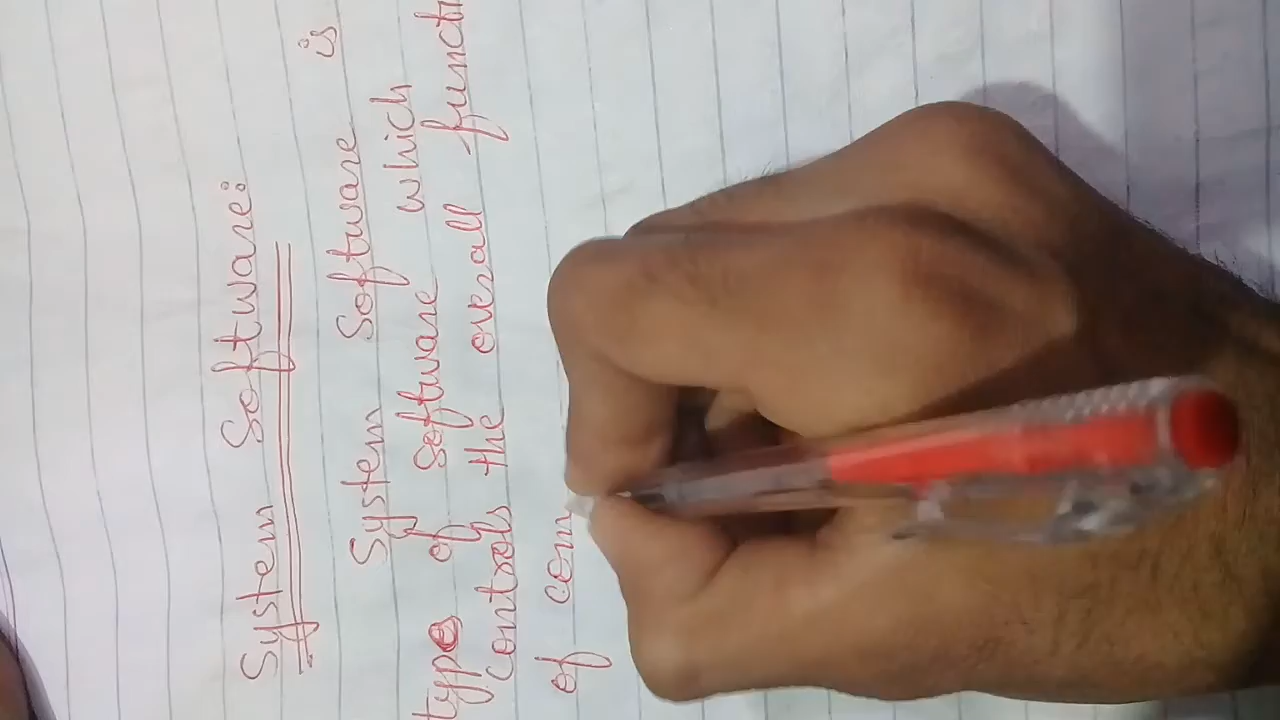 System Software:
System Software is
type of software which
controls the overall functi
of com